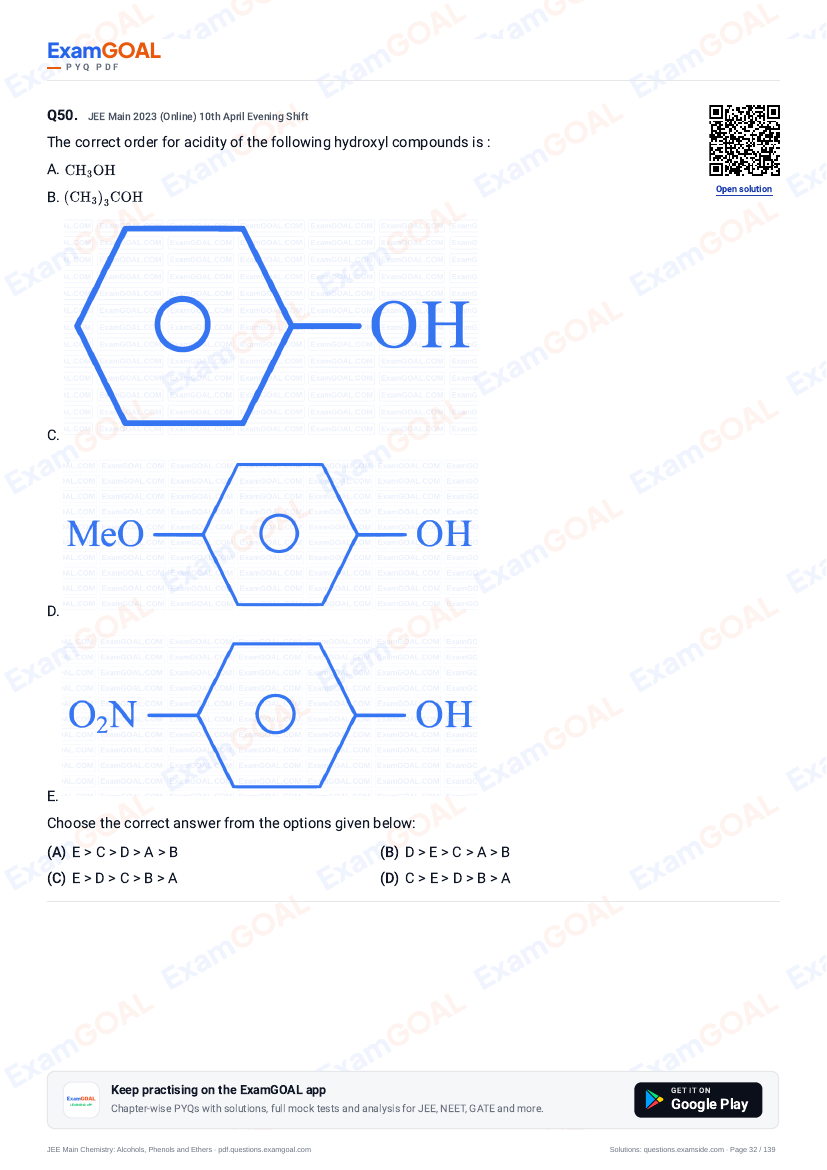 ExamGOAL
PYQ PDF
Q50. JEE Main 2023 (Online) 10th April Evening Shift
The correct order for acidity of the following hydroxyl compounds is :
A. CH₃OH
B. (CH₃)₃COH
Open solution
OH
C.
MeO OH
D.
O₂N OH
E.
Choose the correct answer from the options given below:
(A) E > C > D > A > B
(B) D > E > C > A > B
(C) E > D > C > B > A
(D) C > E > D > B > A
Keep practising on the ExamGOAL app
Chapter-wise PYQs with solutions, full mock tests and analysis for JEE, NEET, GATE and more.
GET IT ON
Google Play
JEE Main Chemistry: Alcohols, Phenols and Ethers · pdf.questions.examgoal.com
Solutions: questions.examside.com · Page 32 / 139